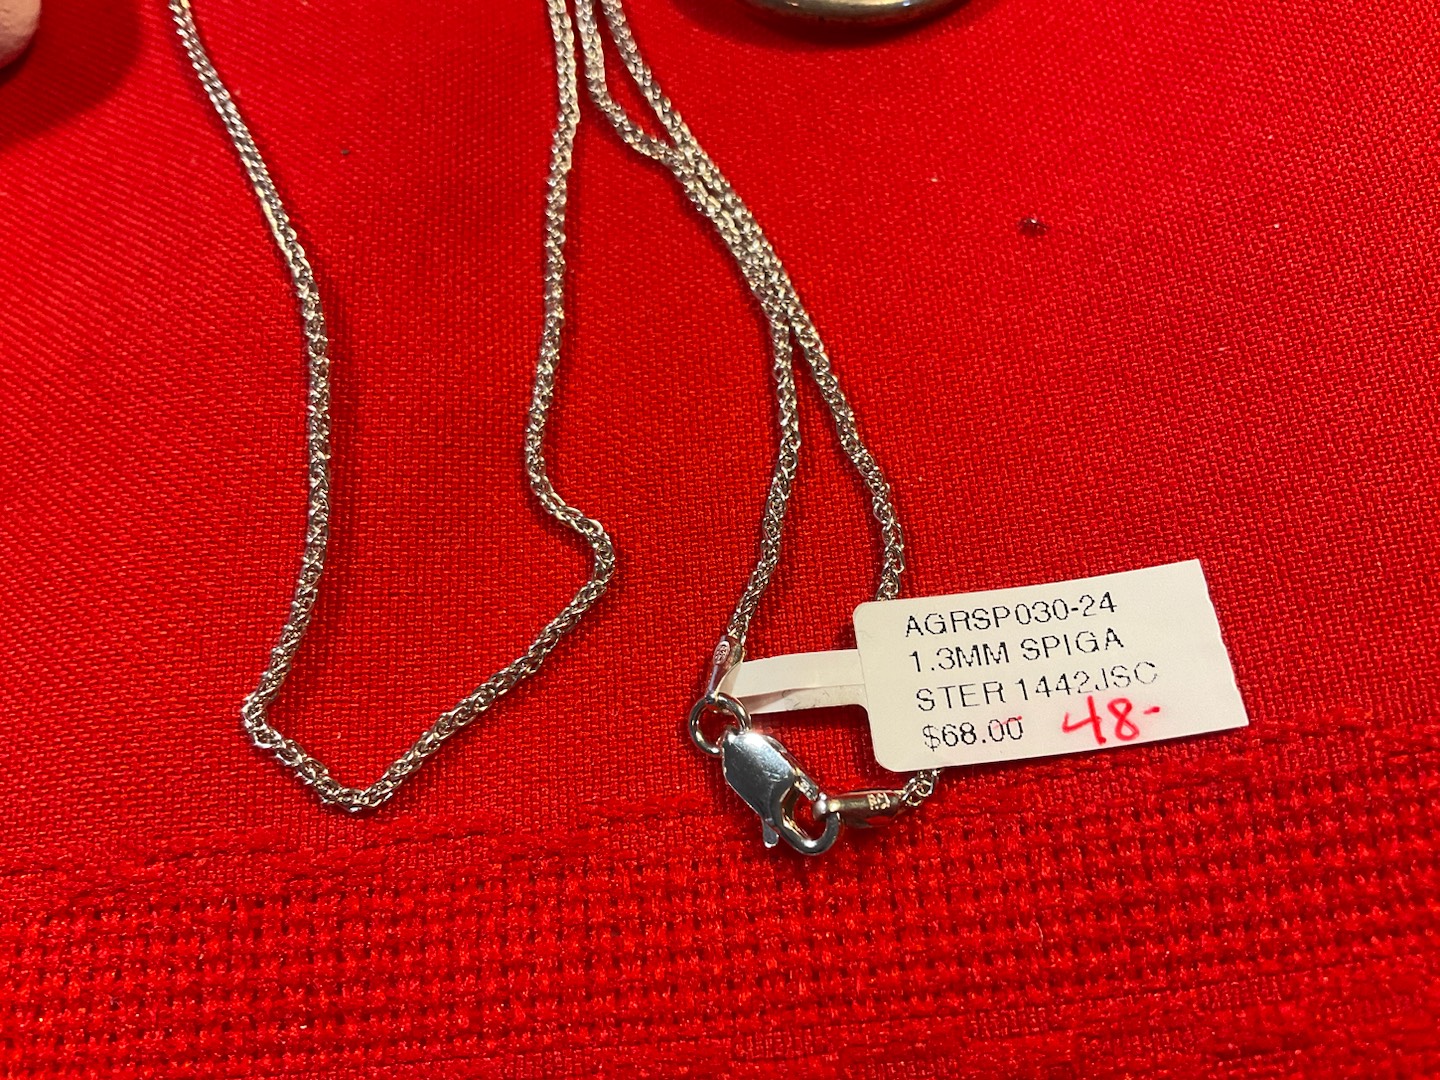 AGRSP030-24
1.3MM SPIGA
STER 1442JSC
$68.00 48-